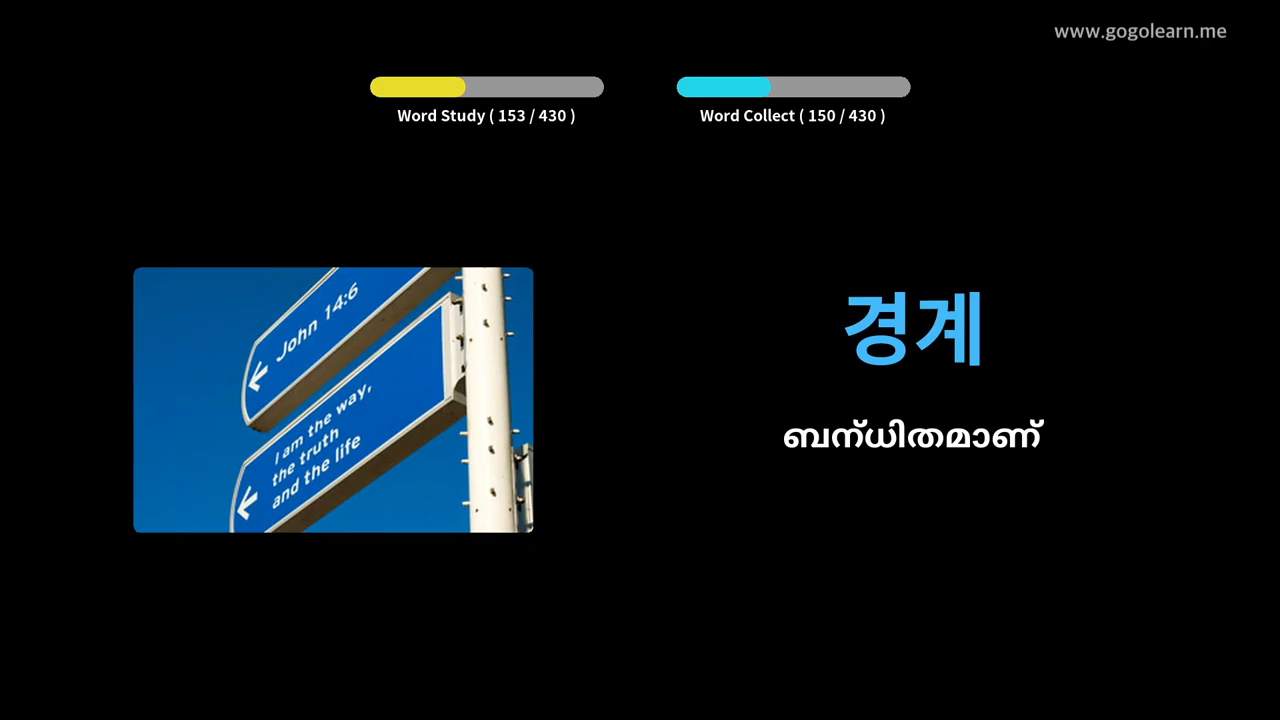 www.gogolearn.me
Word Study ( 153 / 430 )
Word Collect ( 150 / 430 )
John 14:6
I am the way,
the truth
and the life
경계
ബന്ധിതമാണ്